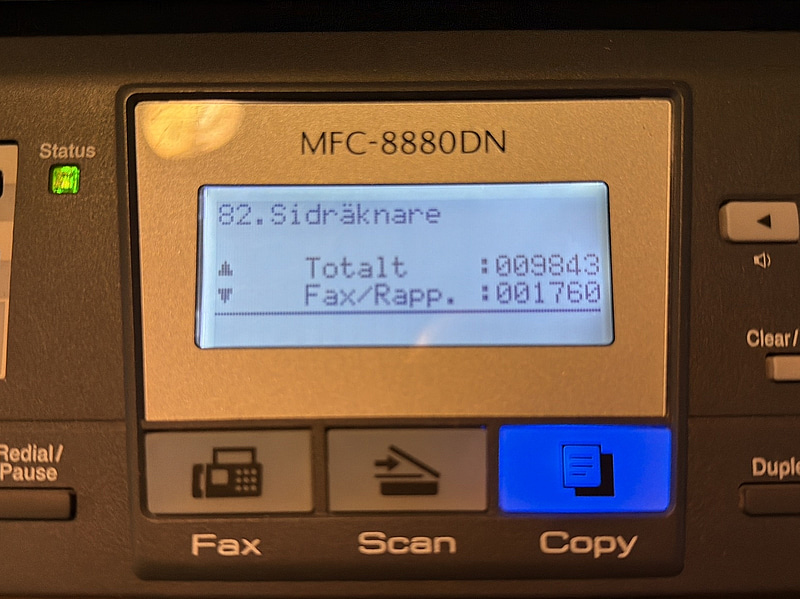 Status
MFC-8880DN
82.Sidräknare
Totalt :009843
Fax/Rapp. :001760
Clear/
Redial/
Pause
Duple
Fax
Scan
Copy